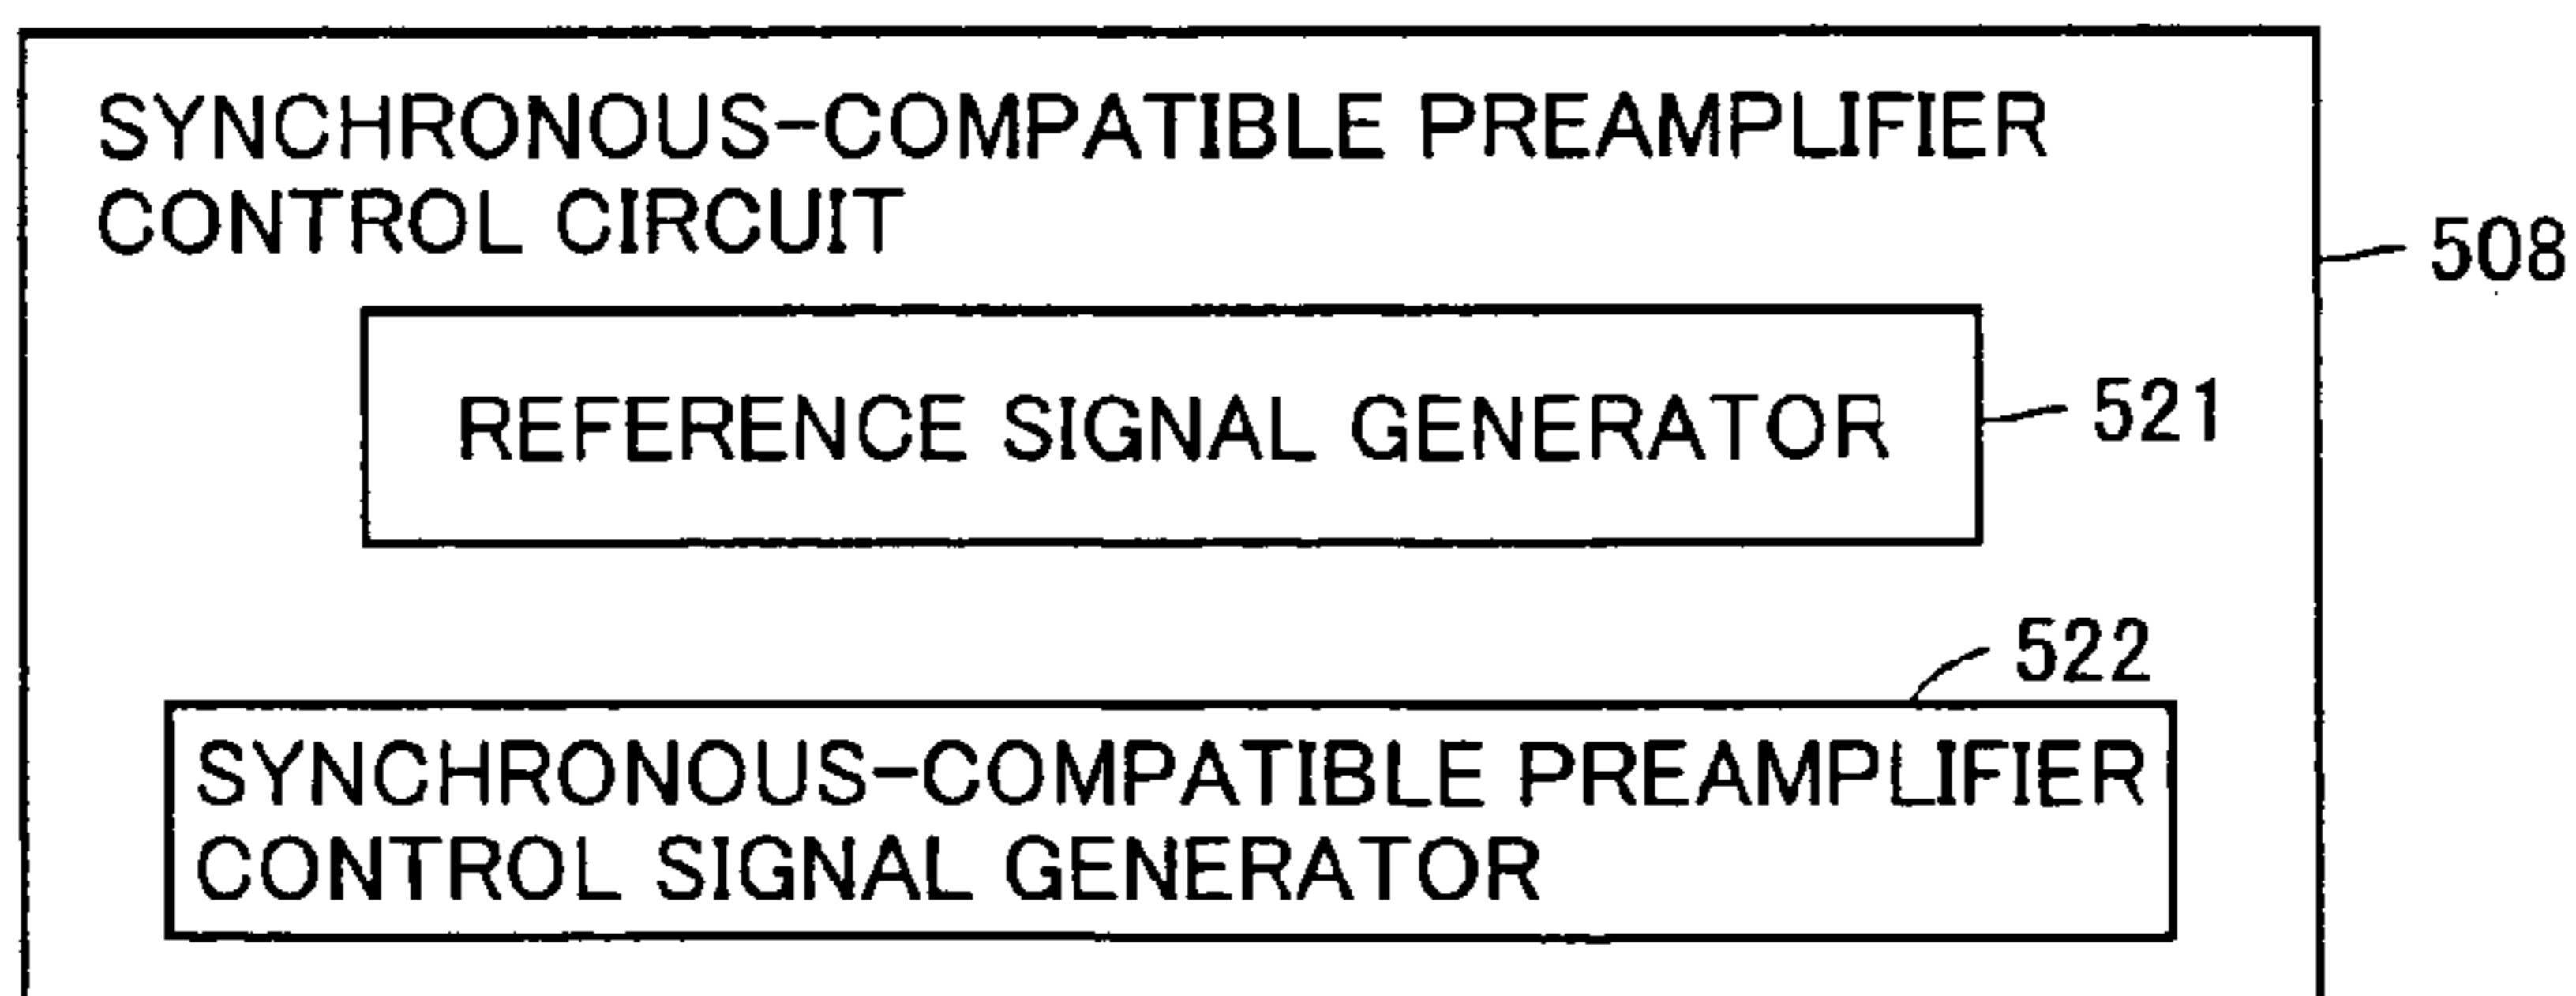 SYNCHRONOUS-COMPATIBLE PREAMPLIFIER
CONTROL CIRCUIT
508
REFERENCE SIGNAL GENERATOR
521
522
SYNCHRONOUS-COMPATIBLE PREAMPLIFIER
CONTROL SIGNAL GENERATOR